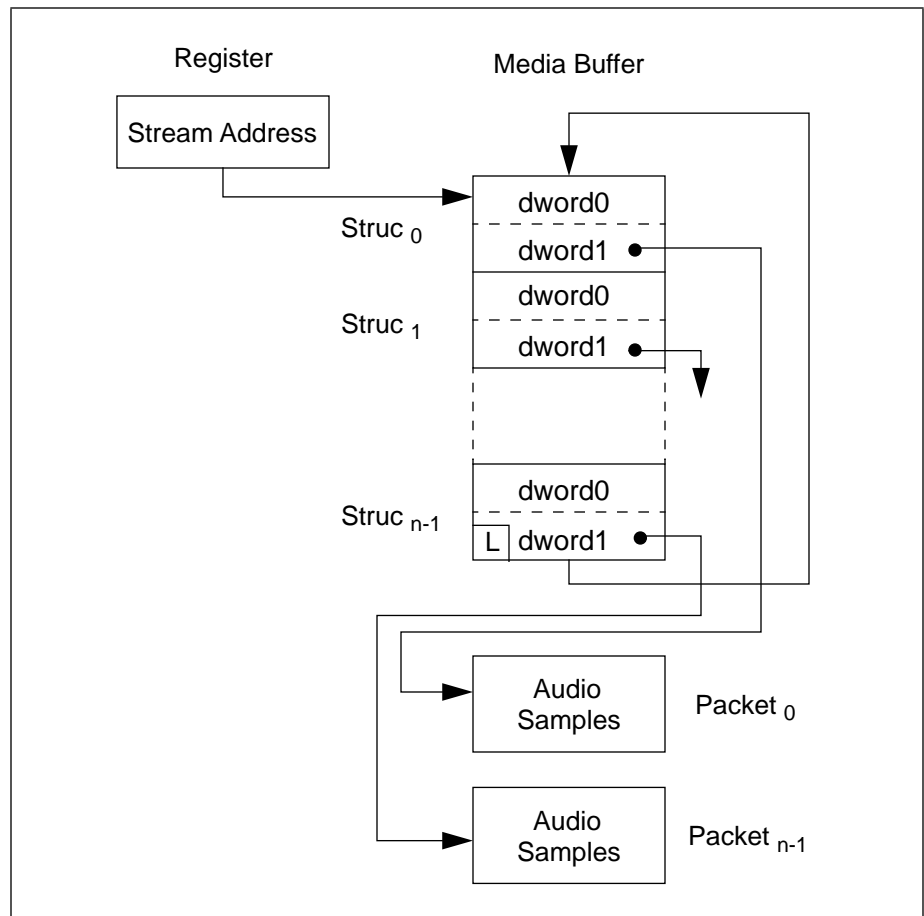 Register
Media Buffer
Stream Address
dword0
Struc 0
dword1
dword0
Struc 1
dword1
dword0
Struc n-1
L dword1
Audio
Samples
Packet 0
Audio
Samples
Packet n-1